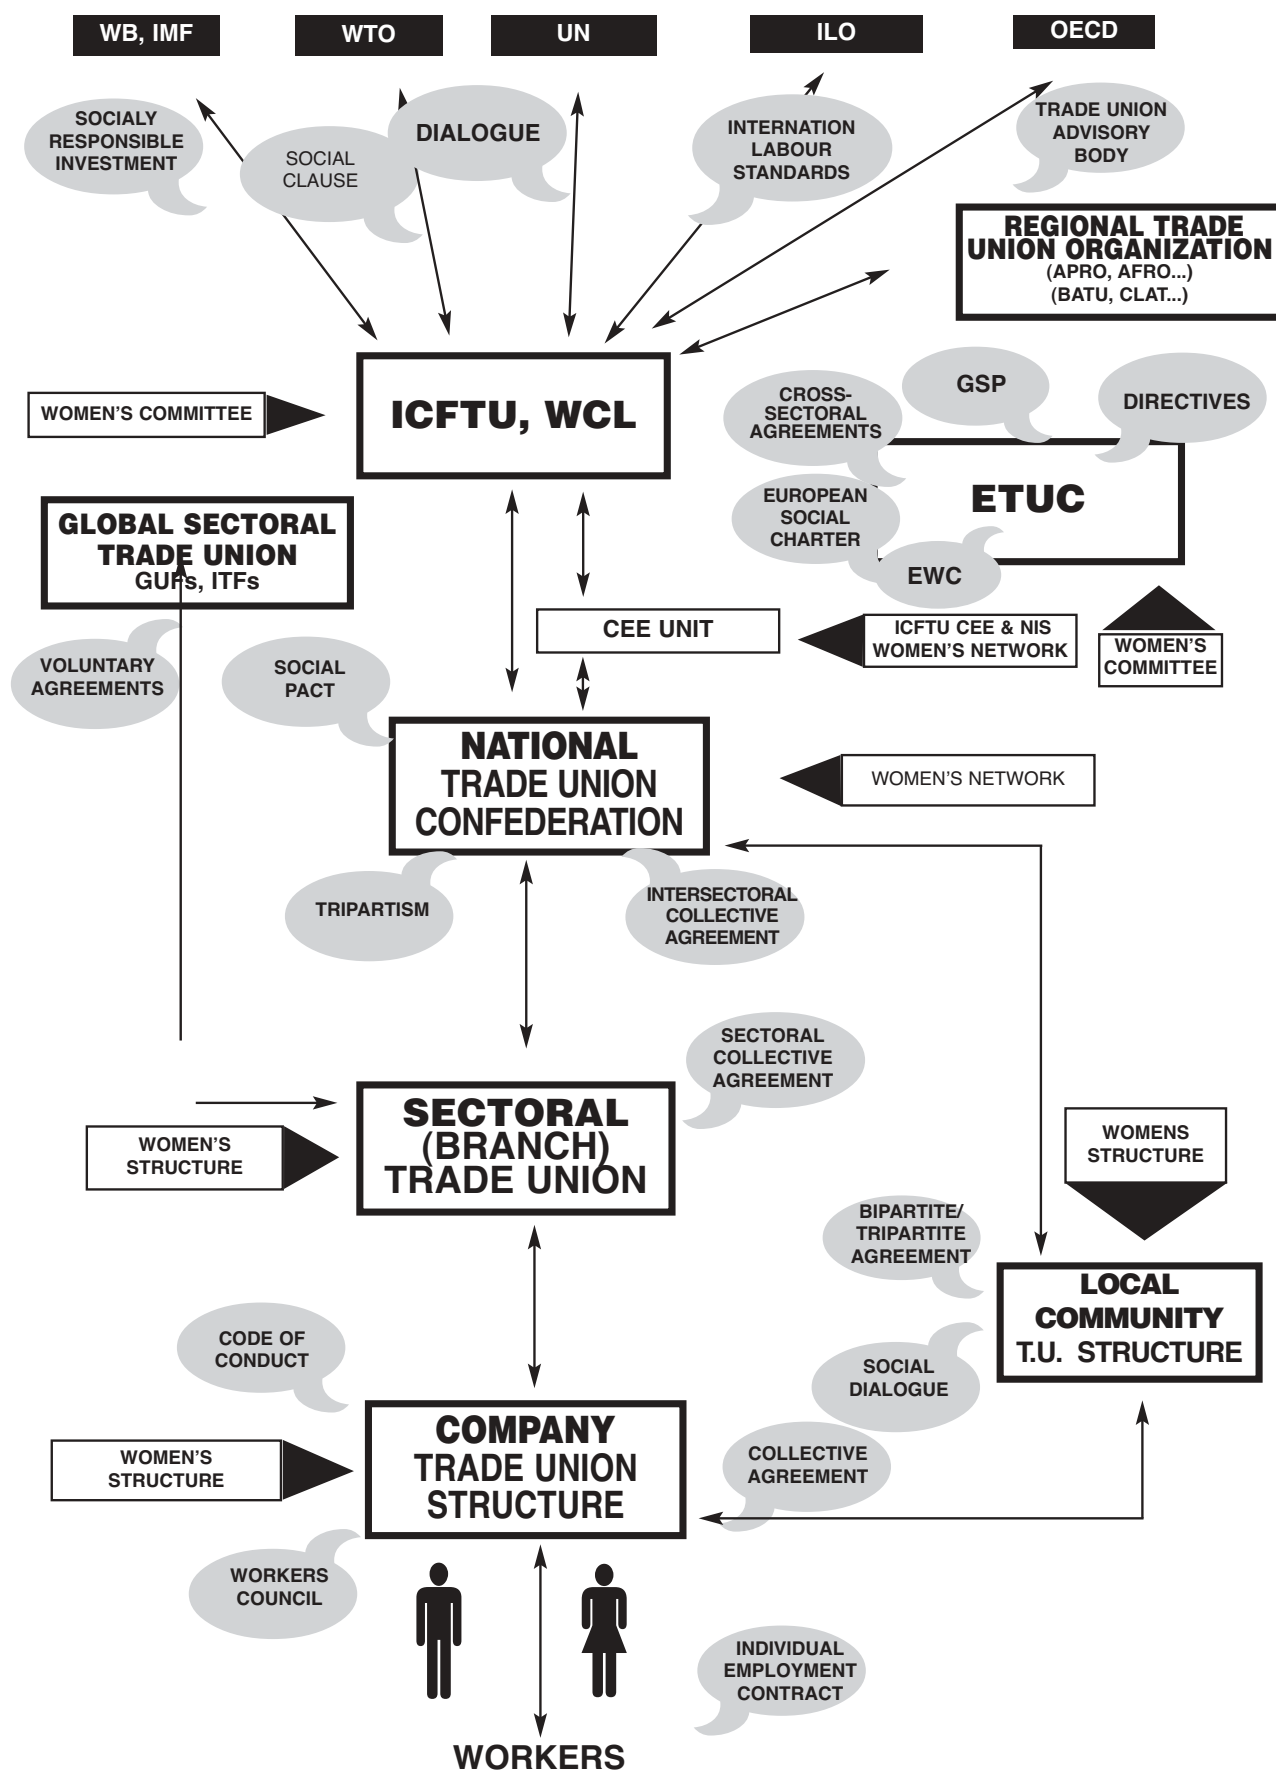 WB, IMF
WTO
UN
ILO
OECD
SOCIALY
RESPONSIBLE
INVESTMENT
SOCIAL
CLAUSE
DIALOGUE
INTERNATION
LABOUR
STANDARDS
TRADE UNION
ADVISORY
BODY
REGIONAL TRADE
UNION ORGANIZATION
(APRO, AFRO...)
(BATU, CLAT...)
WOMEN'S COMMITTEE
ICFTU, WCL
CROSS-
SECTORAL
AGREEMENTS
GSP
DIRECTIVES
ETUC
EUROPEAN
SOCIAL
CHARTER
EWC
GLOBAL SECTORAL
TRADE UNION
GUFs, ITFs
CEE UNIT
ICFTU CEE & NIS
WOMEN'S NETWORK
WOMEN'S
COMMITTEE
VOLUNTARY
AGREEMENTS
SOCIAL
PACT
NATIONAL
TRADE UNION
CONFEDERATION
WOMEN'S NETWORK
TRIPARTISM
INTERSECTORAL
COLLECTIVE
AGREEMENT
SECTORAL
COLLECTIVE
AGREEMENT
SECTORAL
(BRANCH)
TRADE UNION
WOMEN'S
STRUCTURE
WOMENS
STRUCTURE
BIPARTITE/
TRIPARTITE
AGREEMENT
LOCAL
COMMUNITY
T.U. STRUCTURE
CODE OF
CONDUCT
SOCIAL
DIALOGUE
COMPANY
TRADE UNION
STRUCTURE
WOMEN'S
STRUCTURE
COLLECTIVE
AGREEMENT
WORKERS
COUNCIL
INDIVIDUAL
EMPLOYMENT
CONTRACT
WORKERS